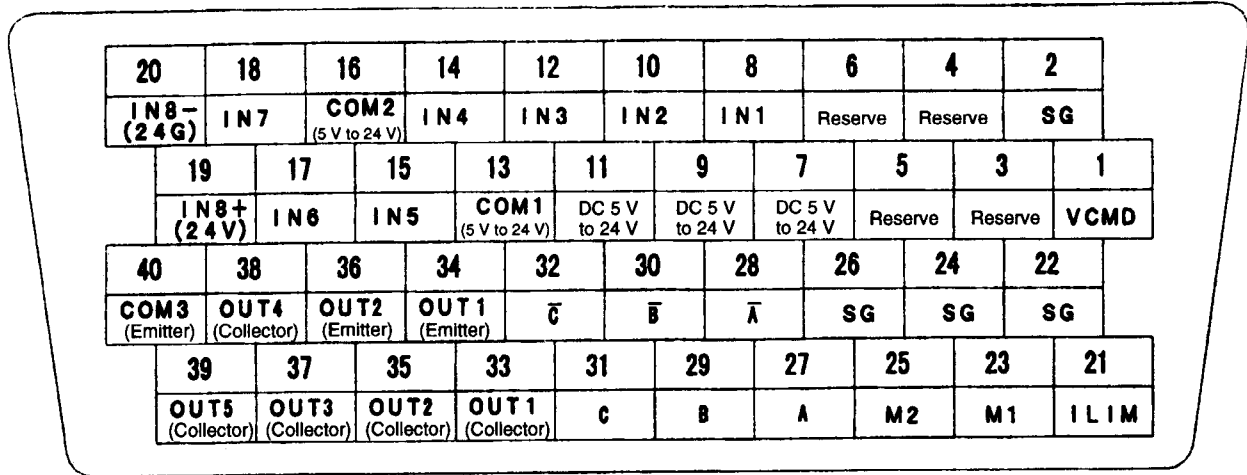 20 18 16 14 12 10 8 6 4 2
IN8- IN7 COM2 IN4 IN3 IN2 IN1 Reserve Reserve SG
(24G) (5 V to 24 V)
19 17 15 13 11 9 7 5 3 1
IN8+ IN6 IN5 COM1 DC 5 V DC 5 V DC 5 V Reserve Reserve VCMD
(24V) (5 V to 24 V) to 24 V to 24 V to 24 V
40 38 36 34 32 30 28 26 24 22
COM3 OUT4 OUT2 OUT1 C̅ B̅ A̅ SG SG SG
(Emitter) (Collector) (Emitter) (Emitter)
39 37 35 33 31 29 27 25 23 21
OUT5 OUT3 OUT2 OUT1 C B A M2 M1 ILIM
(Collector) (Collector) (Collector) (Collector)